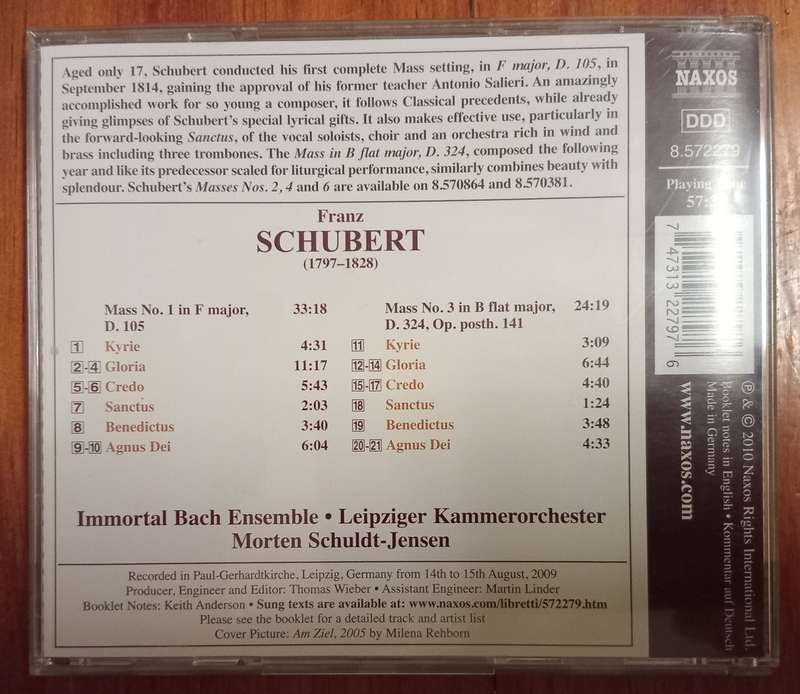 Aged only 17, Schubert conducted his first complete Mass setting, in F major, D. 105, in
September 1814, gaining the approval of his former teacher Antonio Salieri. An amazingly
accomplished work for so young a composer, it follows Classical precedents, while already
giving glimpses of Schubert's special lyrical gifts. It also makes effective use, particularly in
the forward-looking Sanctus, of the vocal soloists, choir and an orchestra rich in wind and
brass including three trombones. The Mass in B flat major, D. 324, composed the following
year and like its predecessor scaled for liturgical performance, similarly combines beauty with
splendour. Schubert's Masses Nos. 2, 4 and 6 are available on 8.570864 and 8.570381.
Franz
SCHUBERT
(1797–1828)
Mass No. 1 in F major, 33:18
D. 105
1 Kyrie 4:31
2-4 Gloria 11:17
5-6 Credo 5:43
7 Sanctus 2:03
8 Benedictus 3:40
9-10 Agnus Dei 6:04
Mass No. 3 in B flat major, 24:19
D. 324, Op. posth. 141
11 Kyrie 3:09
12-14 Gloria 6:44
15-17 Credo 4:40
18 Sanctus 1:24
19 Benedictus 3:48
20-21 Agnus Dei 4:33
Immortal Bach Ensemble • Leipziger Kammerorchester
Morten Schuldt-Jensen
Recorded in Paul-Gerhardtkirche, Leipzig, Germany from 14th to 15th August, 2009
Producer, Engineer and Editor: Thomas Wieber • Assistant Engineer: Martin Linder
Booklet Notes: Keith Anderson • Sung texts are available at: www.naxos.com/libretti/572279.htm
Please see the booklet for a detailed track and artist list
Cover Picture: Am Ziel, 2005 by Milena Rehborn
NAXOS
DDD
8.572279
Playing
7 47313 22797 6
℗ & © 2010 Naxos Rights International Ltd.
Booklet notes in English • Kommentar auf Deutsch
Made in Germany
www.naxos.com